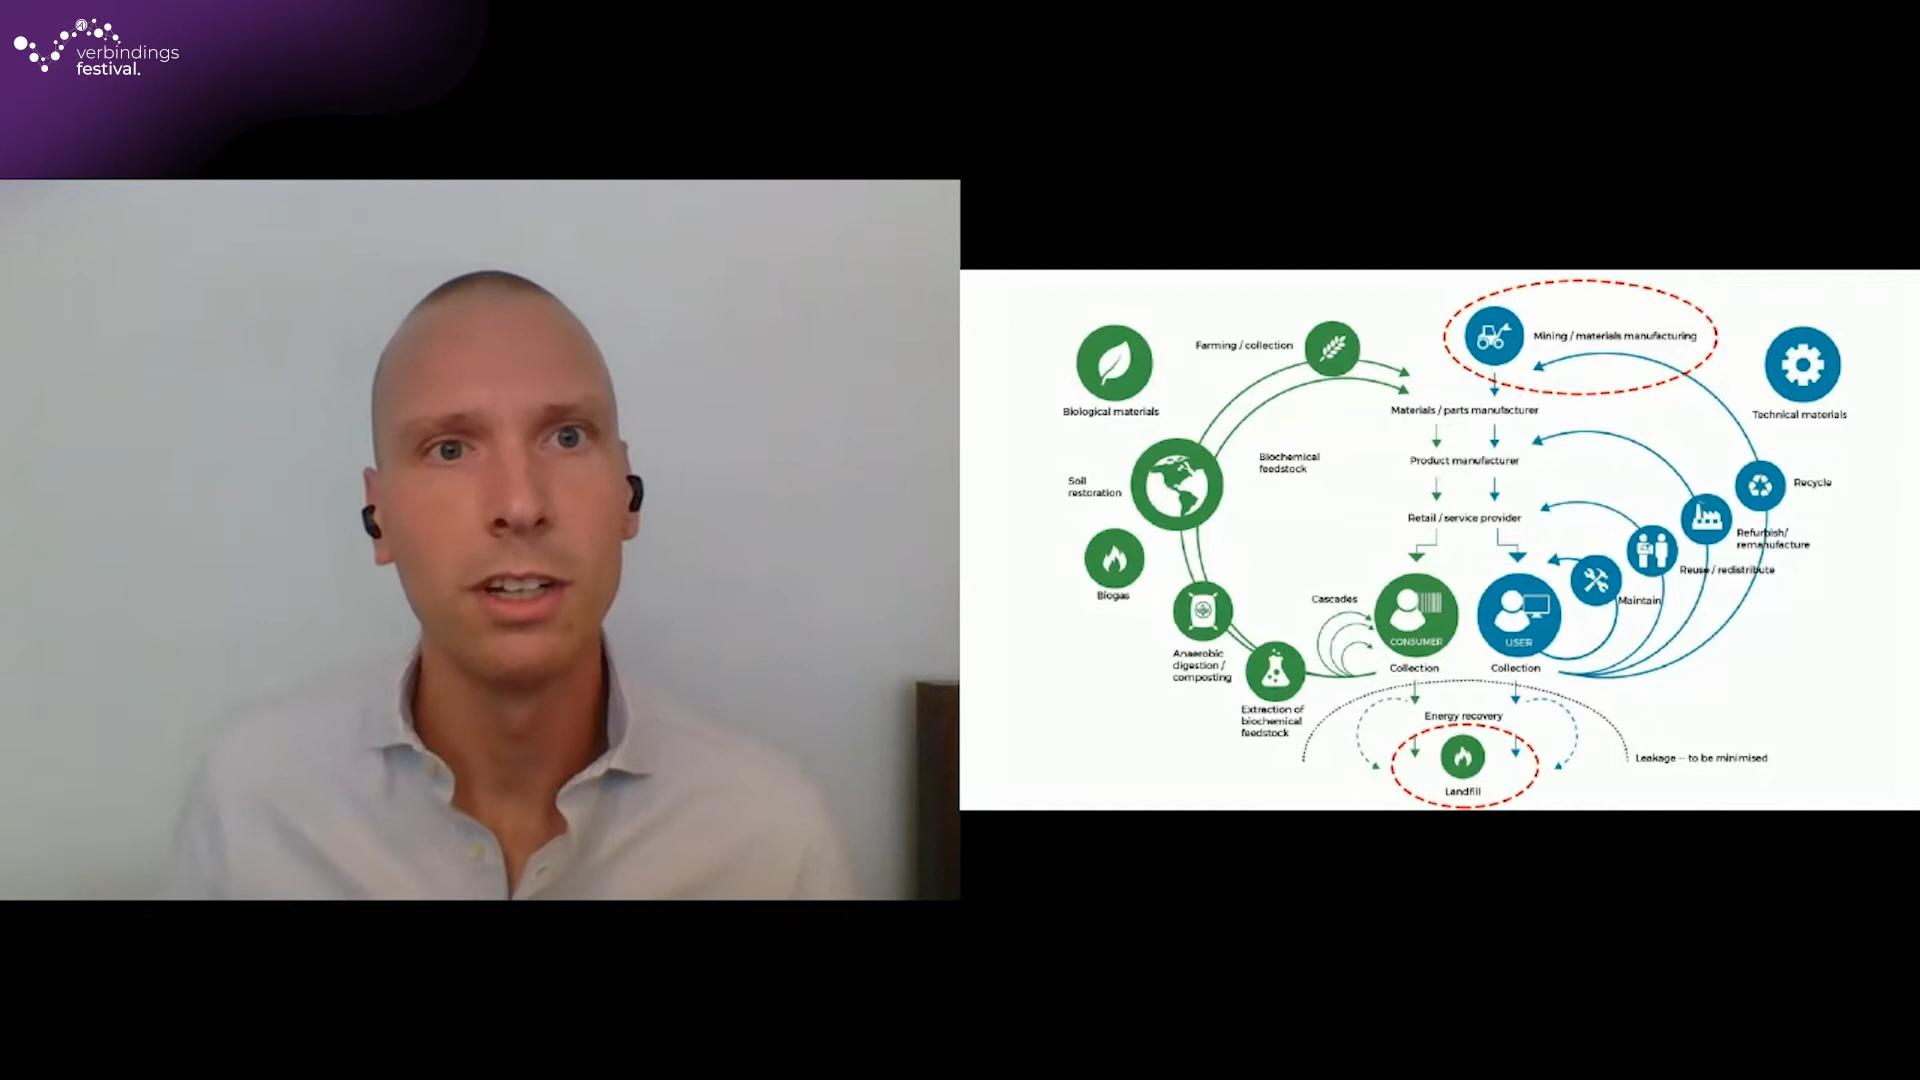 verbindings
festival.
Farming / collection
Mining / materials manufacturing
Biological materials
Technical materials
Materials / parts manufacturer
Biochemical
feedstock
Product manufacturer
Soil
restoration
Recycle
Retail / service provider
Refurbish/
remanufacture
Reuse / redistribute
Biogas
Cascades
Maintain
CONSUMER
USER
Anaerobic
digestion /
composting
Collection
Collection
Extraction of
biochemical
feedstock
Energy recovery
Leakage -- to be minimised
Landfill